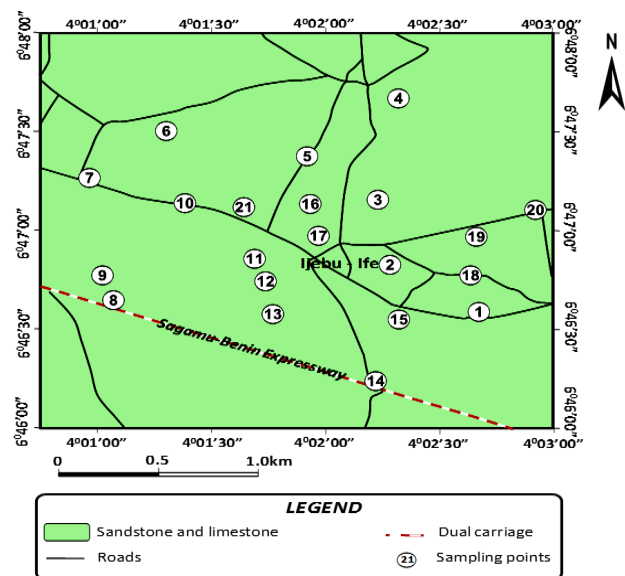 4⁰01’00” 4⁰01’30” 4⁰02’00” 4⁰02’30” 4⁰03’00”
6⁰48’00”
6⁰48’00”
N
4
6⁰47’30”
6
6⁰47’30”
5
7
10
21
16
3
20
6⁰47’00”
17
19
6⁰47’00”
11
Ijebu - Ife
2
9
12
18
8
13
15
1
6⁰46’30”
Sagamu-Benin Expressway
6⁰46’30”
14
6⁰46’00”
6⁰46’00”
4⁰01’00” 4⁰01’30” 4⁰02’00” 4⁰02’30” 4⁰03’00”
0 0.5 1.0km
LEGEND
Sandstone and limestone
Dual carriage
Roads
21 Sampling points